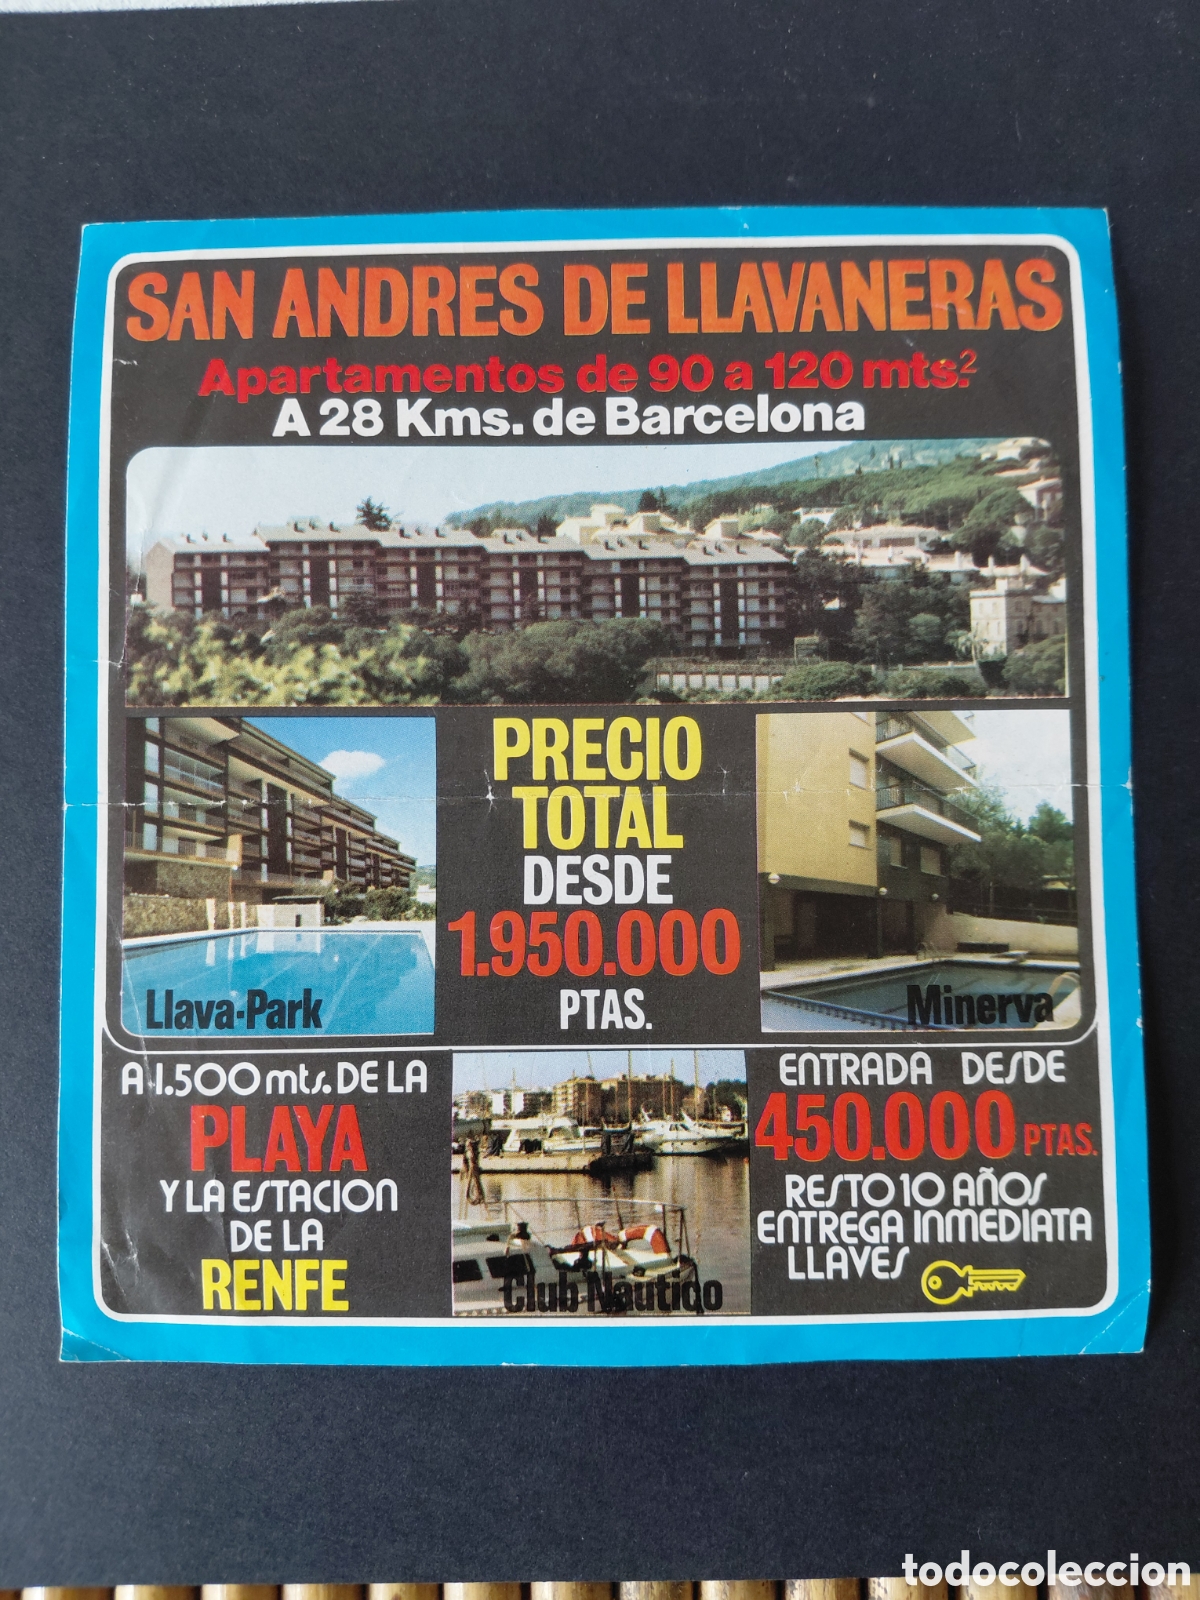 SAN ANDRES DE LLAVANERAS
Apartamentos de 90 a 120 mts.²
A 28 Kms. de Barcelona
PRECIO
TOTAL
DESDE
1.950.000
PTAS.
Llava-Park
Minerva
A 1.500 mts. DE LA
PLAYA
Y LA ESTACION
DE LA
RENFE
Club Nautico
ENTRADA DESDE
450.000 PTAS.
RESTO 10 AÑOS
ENTREGA INMEDIATA
LLAVES
todocoleccion